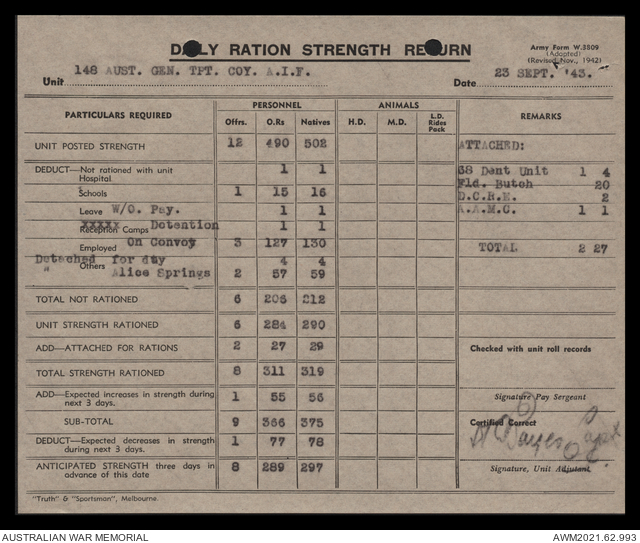 DAILY RATION STRENGTH RETURN
Army Form W.3809
(Adopted)
(Revised Nov., 1942)
Unit 148 AUST. GEN. TPT. COY. A.I.F.
Date 23 SEPT. '43.
PARTICULARS REQUIRED PERSONNEL ANIMALS REMARKS
Offrs. O.Rs Natives H.D. M.D. L.D. Rides Pack
UNIT POSTED STRENGTH 12 490 502 ATTACHED:
DEDUCT—Not rationed with unit
Hospital 1 1 68 Dent Unit 1 4
Schools 1 15 16 Fld. Butch 20
D.C.R.E. 2
Leave W/O. Pay. 1 1 A.A.M.C. 1 1
xxxxx Reception Camps Detention 1 1
Employed On Convoy 3 127 130 TOTAL 2 27
Detached for day 4 4
" Others Alice Springs 2 57 59
TOTAL NOT RATIONED 6 206 212
UNIT STRENGTH RATIONED 6 284 290
ADD—ATTACHED FOR RATIONS 2 27 29 Checked with unit roll records
TOTAL STRENGTH RATIONED 8 311 319
ADD—Expected increases in strength during
next 3 days. 1 55 56 Signature Pay Sergeant
SUB-TOTAL 9 366 375 Certified Correct
DEDUCT—Expected decreases in strength
during next 3 days. 1 77 78
ANTICIPATED STRENGTH three days in
advance of this date 8 289 297 Signature, Unit Adjutant.
"Truth" & "Sportsman", Melbourne.
AUSTRALIAN WAR MEMORIAL AWM2021.62.993